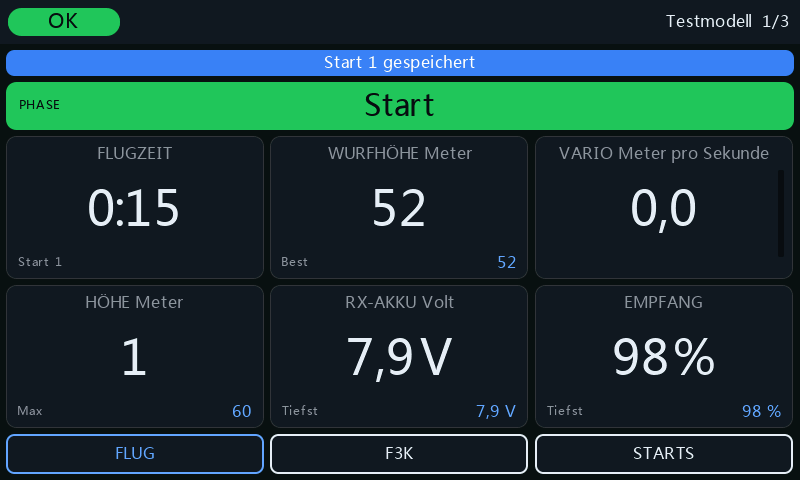 OK
Testmodell 1/3
Start 1 gespeichert
PHASE
Start
FLUGZEIT
0:15
Start 1
WURFHÖHE Meter
52
Best 52
VARIO Meter pro Sekunde
0,0
HÖHE Meter
1
Max 60
RX-AKKU Volt
7,9 V
Tiefst 7,9 V
EMPFANG
98%
Tiefst 98 %
FLUG
F3K
STARTS